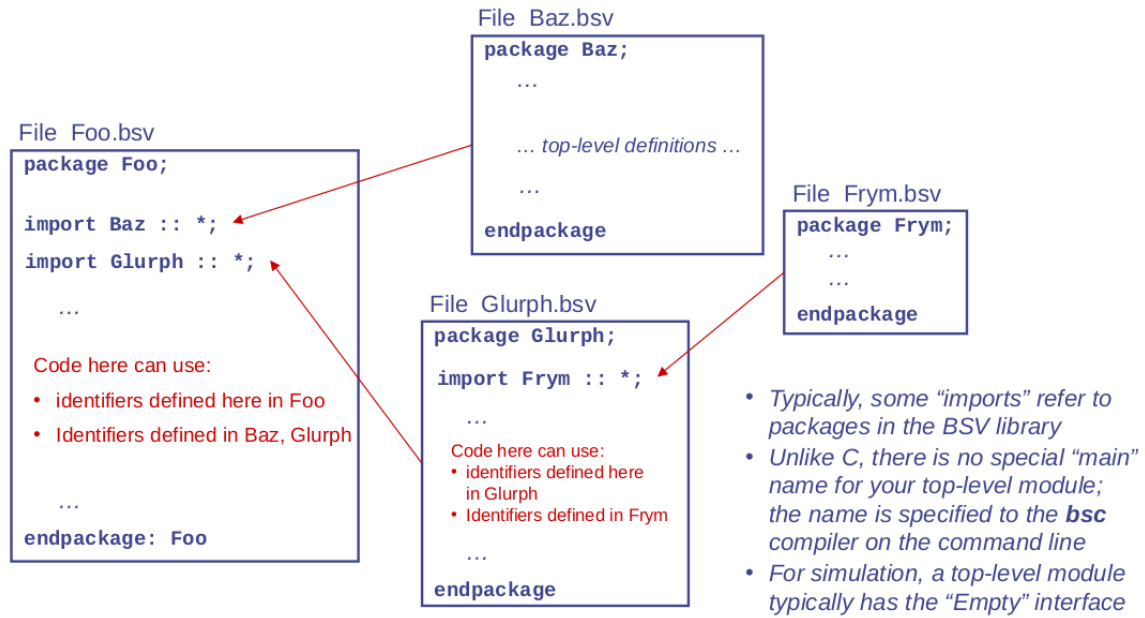 File Foo.bsv
package Foo;
import Baz :: *;
import Glurph :: *;
…
Code here can use:
• identifiers defined here in Foo
• Identifiers defined in Baz, Glurph
…
endpackage: Foo
File Baz.bsv
package Baz;
…
… top-level definitions …
…
endpackage
File Glurph.bsv
package Glurph;
import Frym :: *;
…
Code here can use:
• identifiers defined here
in Glurph
• Identifiers defined in Frym
…
endpackage
File Frym.bsv
package Frym;
…
…
endpackage
• Typically, some “imports” refer to
packages in the BSV library
• Unlike C, there is no special “main”
name for your top-level module;
the name is specified to the bsc
compiler on the command line
• For simulation, a top-level module
typically has the “Empty” interface